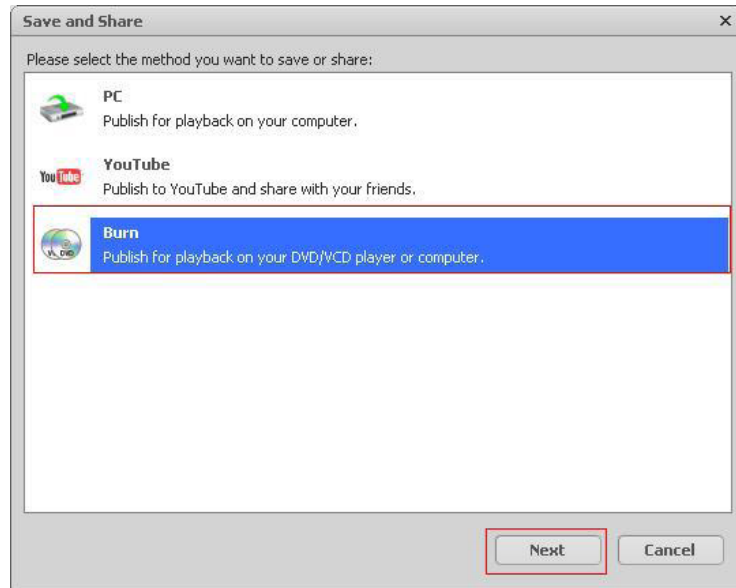 Save and Share
Please select the method you want to save or share:
PC
Publish for playback on your computer.
You Tube
YouTube
Publish to YouTube and share with your friends.
Burn
Publish for playback on your DVD/VCD player or computer.
Next
Cancel